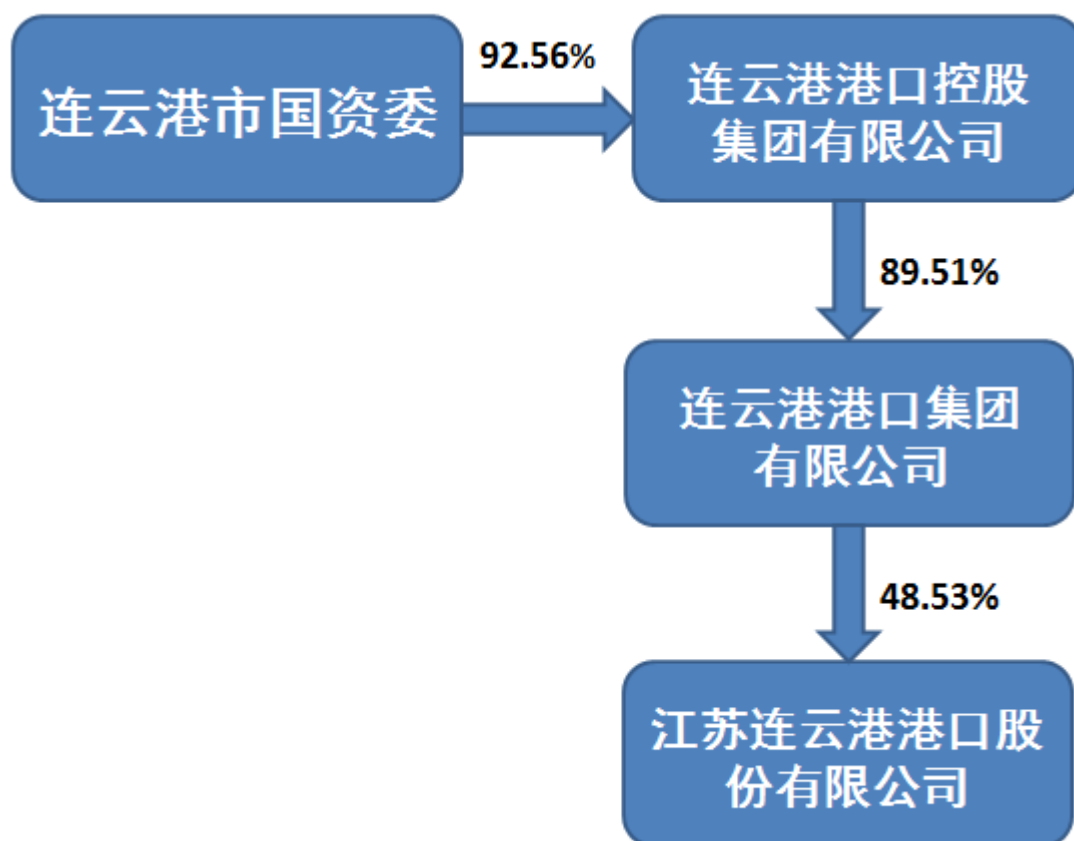 连云港市国资委
92.56%
连云港港口控股
集团有限公司
89.51%
连云港港口集团
有限公司
48.53%
江苏连云港港口股
份有限公司